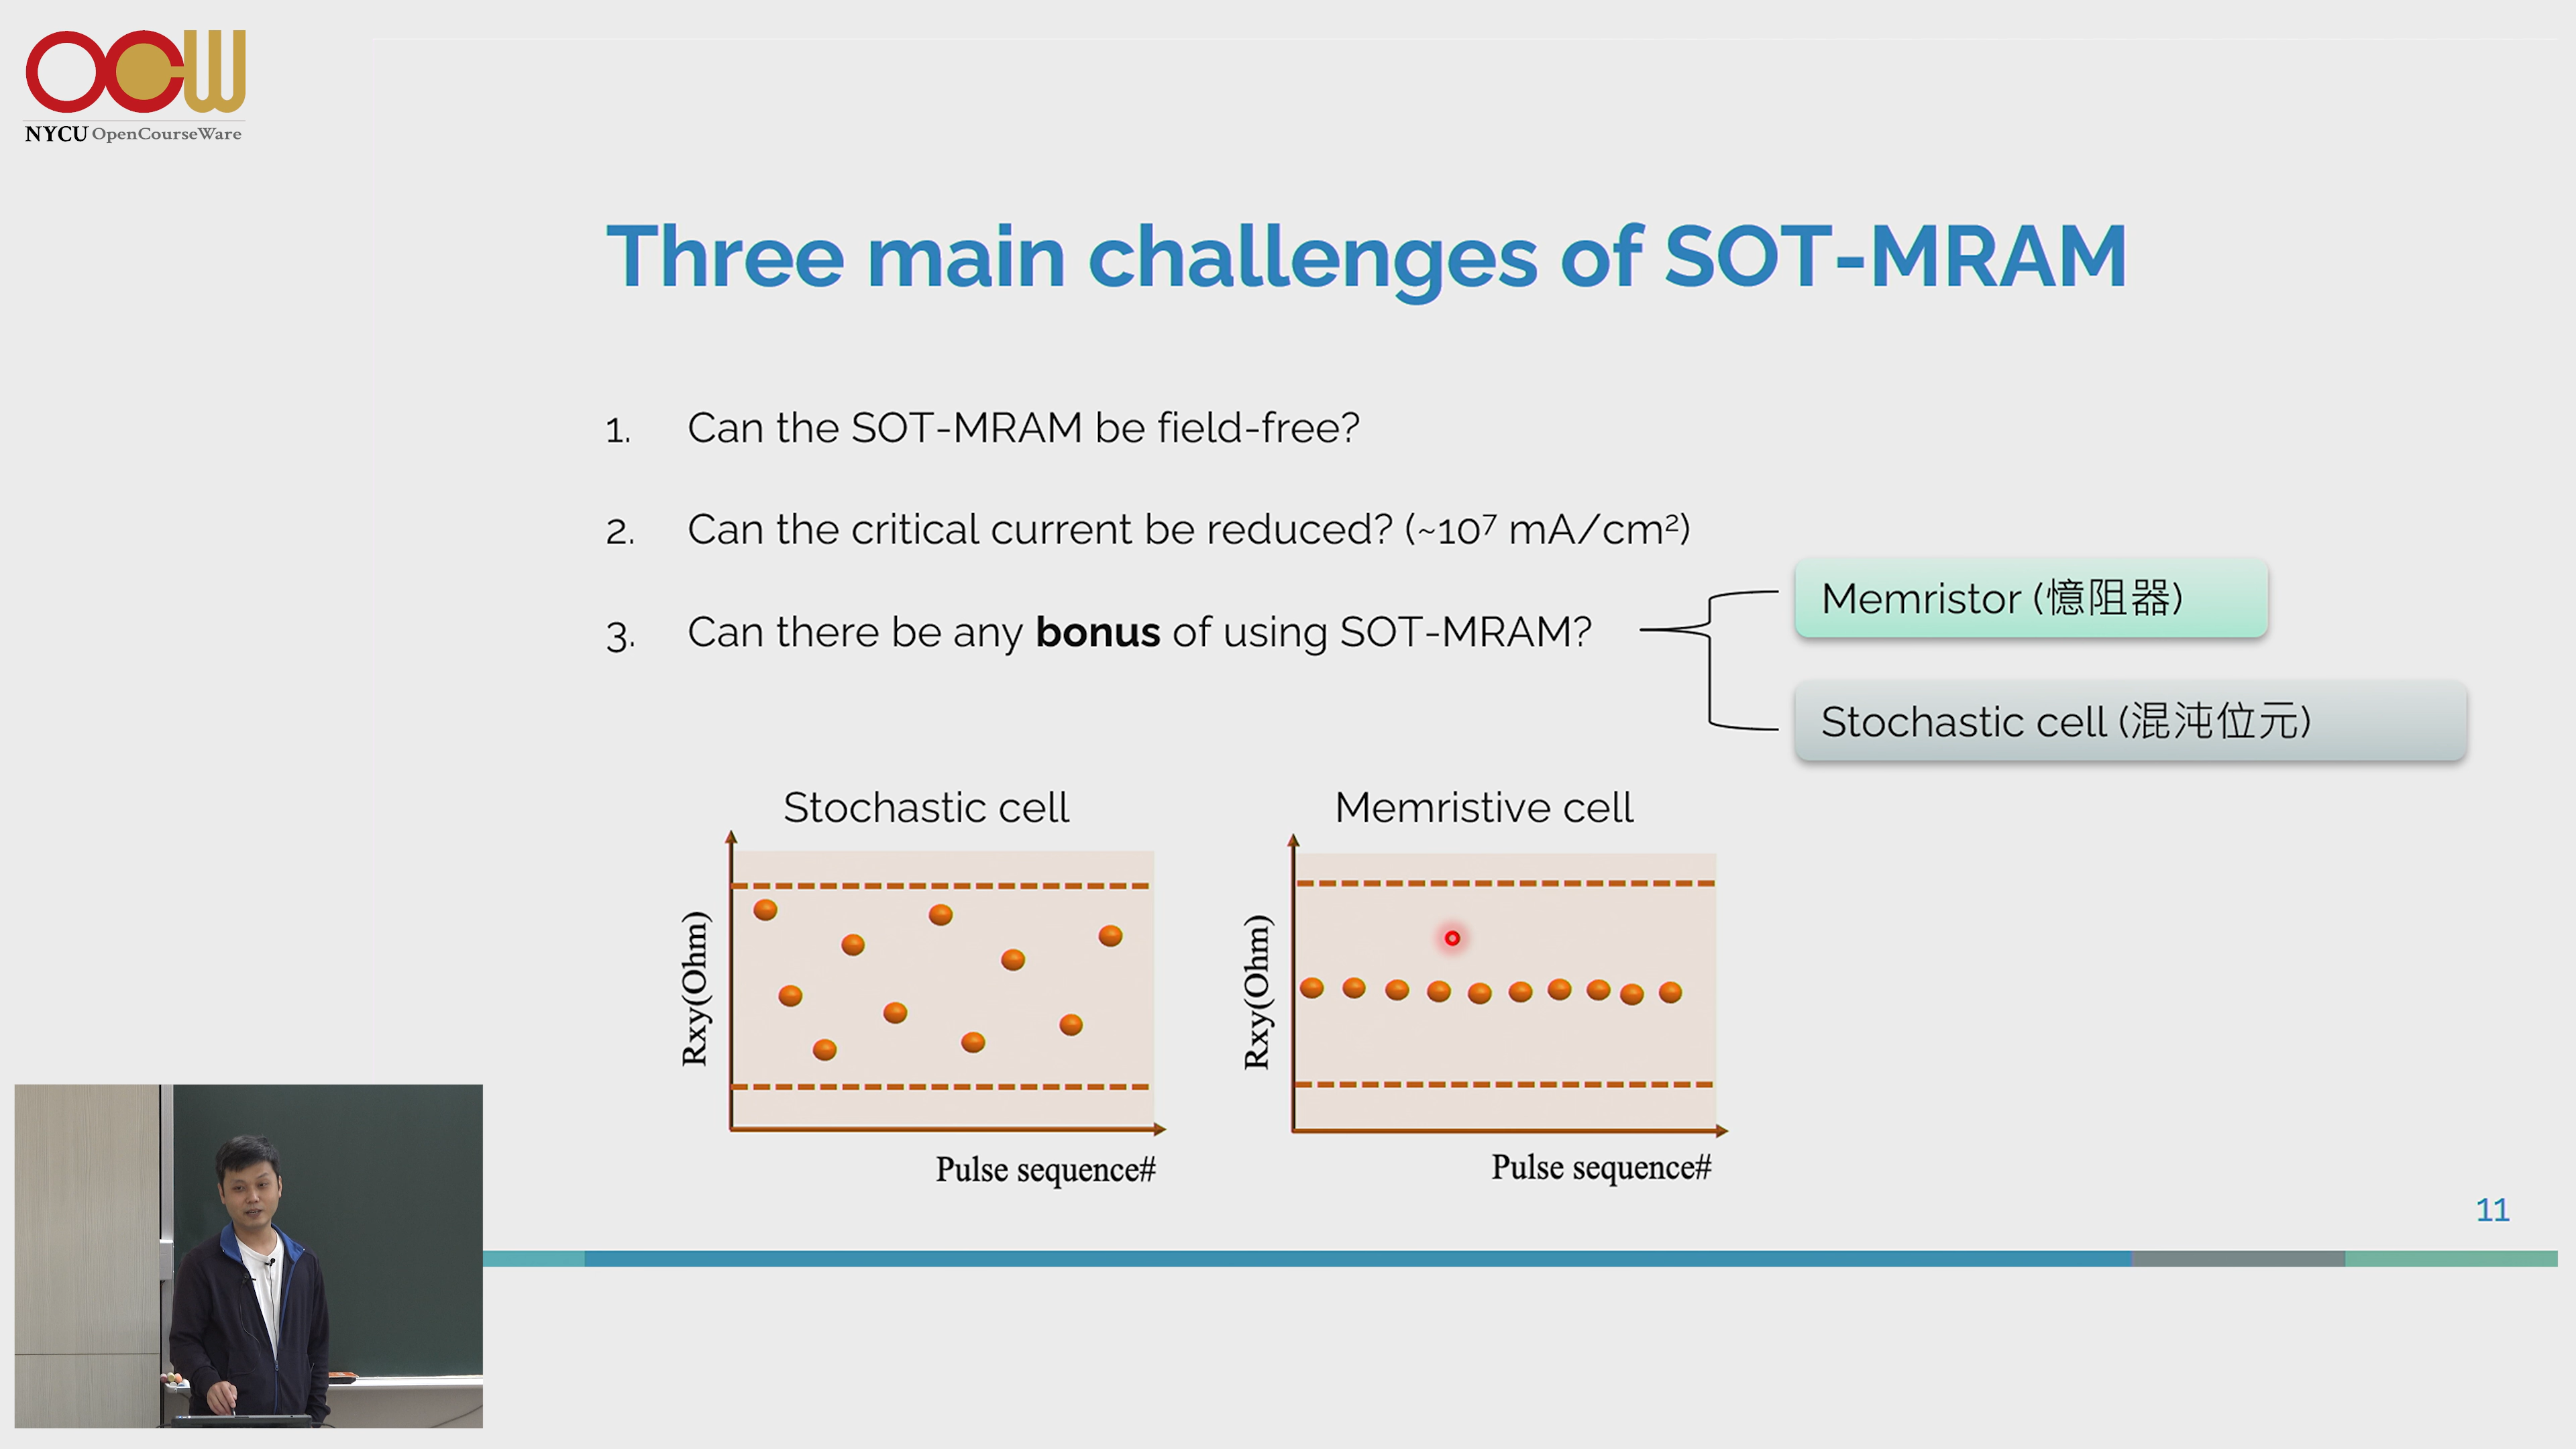 OCW
NYCU OpenCourseWare
Three main challenges of SOT-MRAM
1. Can the SOT-MRAM be field-free?
2. Can the critical current be reduced? (~10⁷ mA/cm²)
3. Can there be any bonus of using SOT-MRAM?
Memristor (憶阻器)
Stochastic cell (混沌位元)
Stochastic cell
Rxy(Ohm)
Pulse sequence#
Memristive cell
Rxy(Ohm)
Pulse sequence#
11